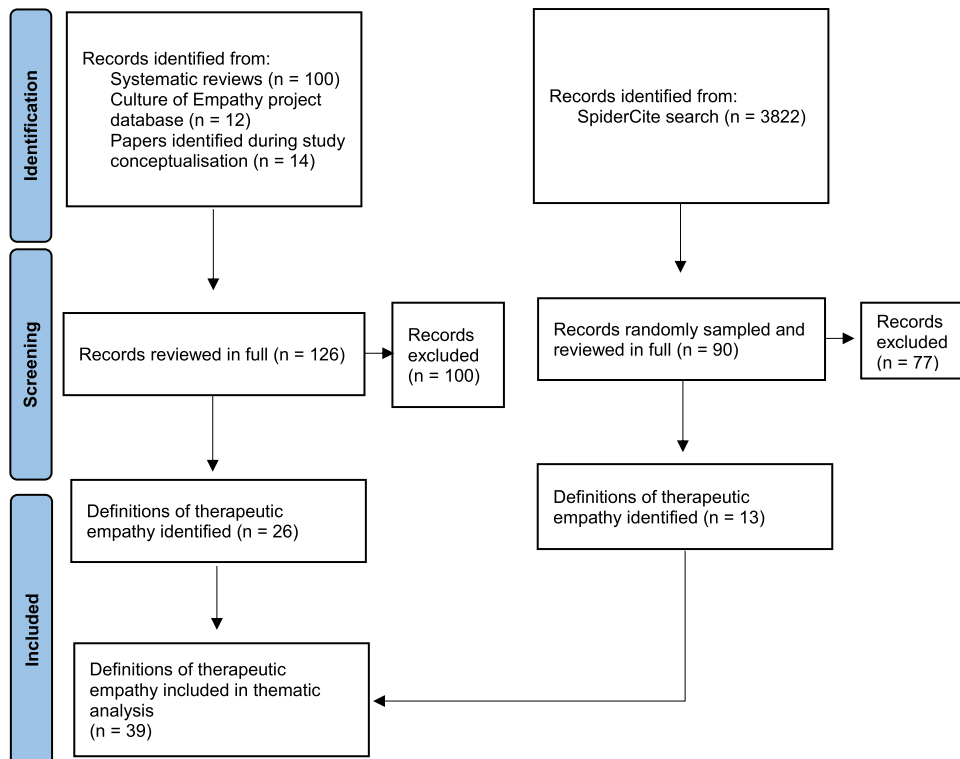 Identification
Records identified from:
Systematic reviews (n = 100)
Culture of Empathy project
database (n = 12)
Papers identified during study
conceptualisation (n = 14)
Records identified from:
SpiderCite search (n = 3822)
Screening
Records reviewed in full (n = 126)
Records
excluded
(n = 100)
Records randomly sampled and
reviewed in full (n = 90)
Records
excluded
(n = 77)
Included
Definitions of therapeutic
empathy identified (n = 26)
Definitions of therapeutic
empathy identified (n = 13)
Definitions of therapeutic
empathy included in thematic
analysis
(n = 39)